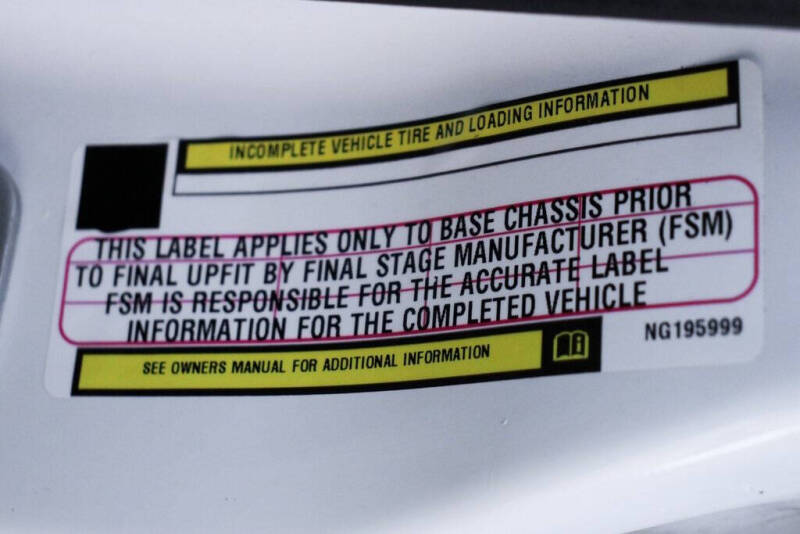 INCOMPLETE VEHICLE TIRE AND LOADING INFORMATION
THIS LABEL APPLIES ONLY TO BASE CHASSIS PRIOR
TO FINAL UPFIT BY FINAL STAGE MANUFACTURER (FSM)
FSM IS RESPONSIBLE FOR THE ACCURATE LABEL
INFORMATION FOR THE COMPLETED VEHICLE
SEE OWNERS MANUAL FOR ADDITIONAL INFORMATION
NG195999